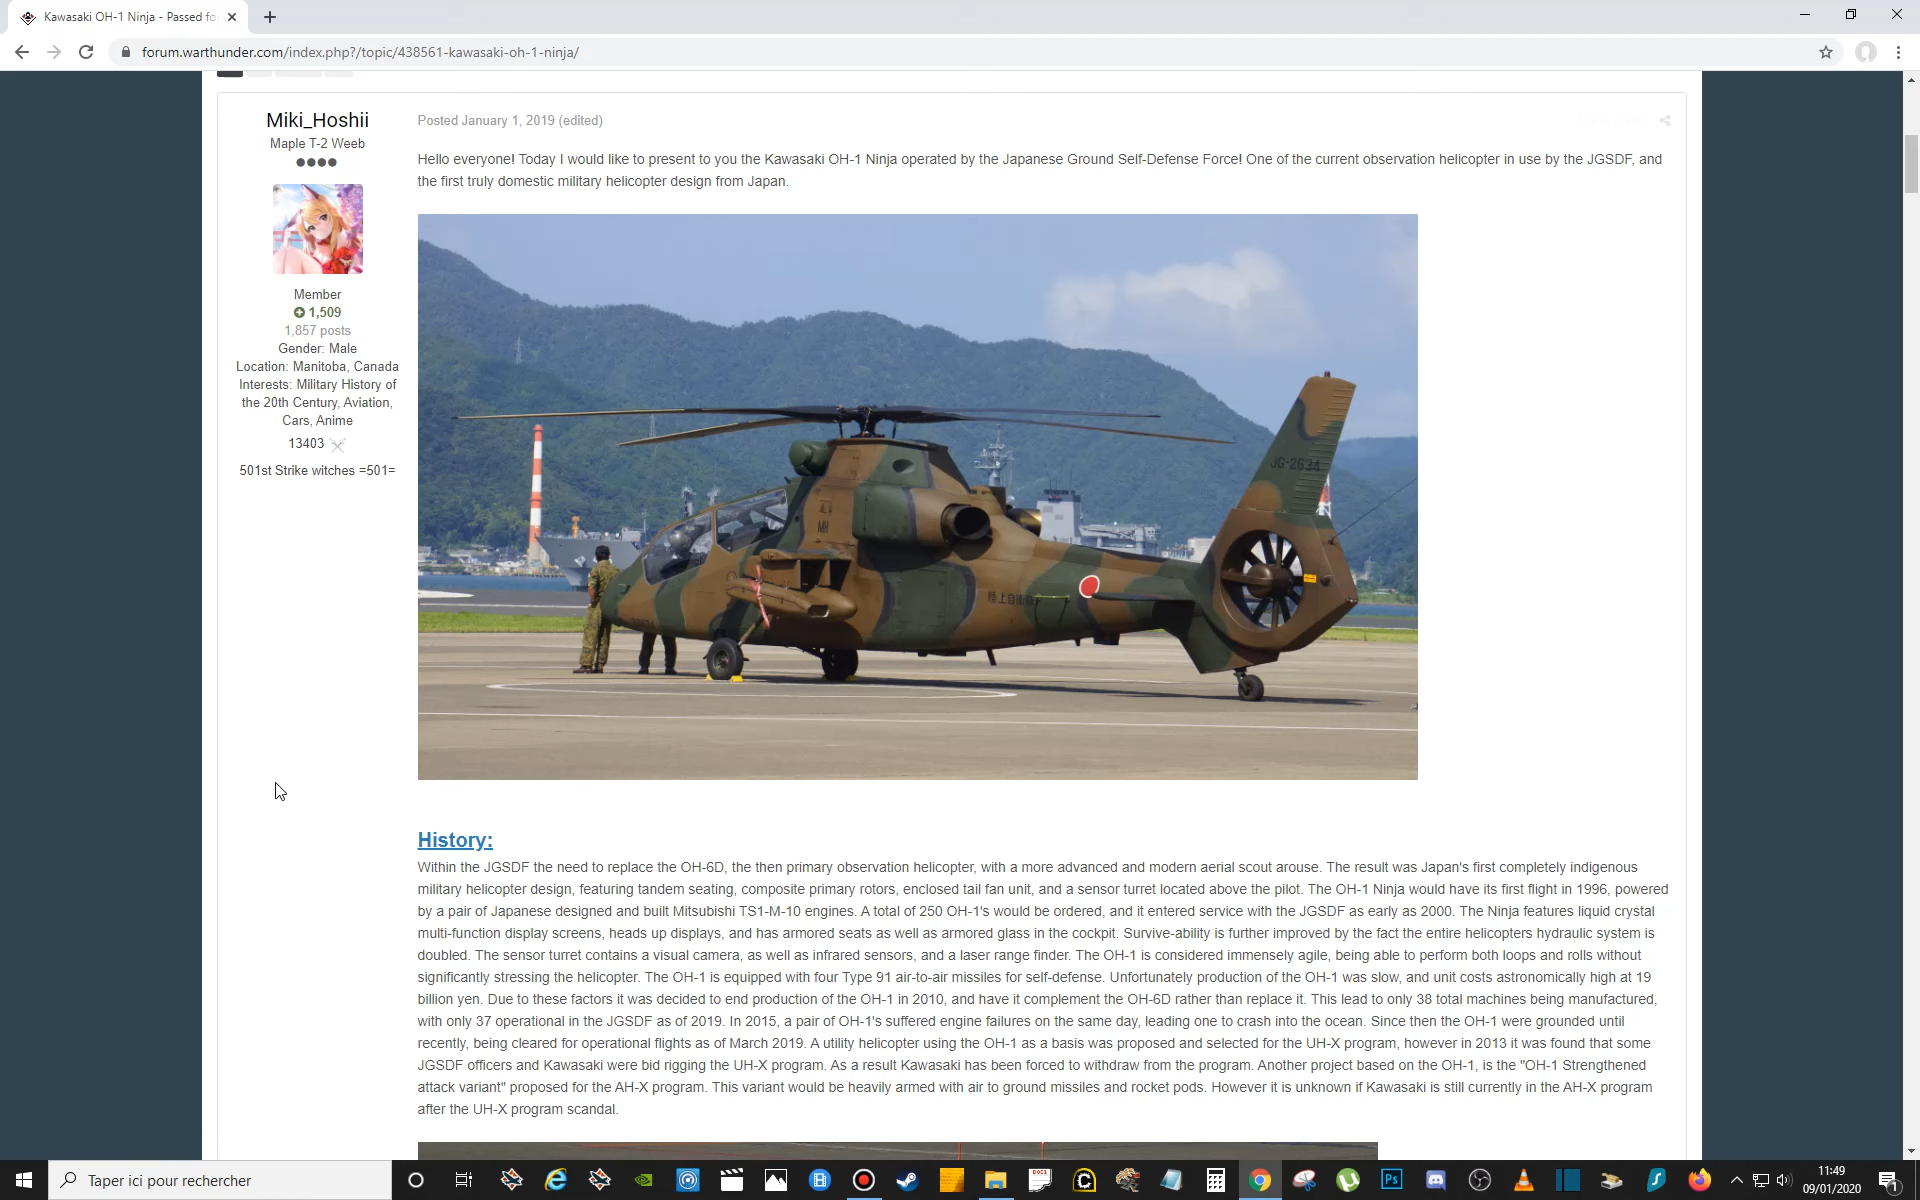 Kawasaki OH-1 Ninja - Passed fo
forum.warthunder.com/index.php?/topic/438561-kawasaki-oh-1-ninja/
Miki_Hoshii
Maple T-2 Weeb
Member
1,509
1,857 posts
Gender: Male
Location: Manitoba, Canada
Interests: Military History of
the 20th Century, Aviation,
Cars, Anime
13403
501st Strike witches =501=
Posted January 1, 2019 (edited)
Hello everyone! Today I would like to present to you the Kawasaki OH-1 Ninja operated by the Japanese Ground Self-Defense Force! One of the current observation helicopter in use by the JGSDF, and
the first truly domestic military helicopter design from Japan.
JG-2634
陸上自衛隊
History:
Within the JGSDF the need to replace the OH-6D, the then primary observation helicopter, with a more advanced and modern aerial scout arouse. The result was Japan's first completely indigenous
military helicopter design, featuring tandem seating, composite primary rotors, enclosed tail fan unit, and a sensor turret located above the pilot. The OH-1 Ninja would have its first flight in 1996, powered
by a pair of Japanese designed and built Mitsubishi TS1-M-10 engines. A total of 250 OH-1's would be ordered, and it entered service with the JGSDF as early as 2000. The Ninja features liquid crystal
multi-function display screens, heads up displays, and has armored seats as well as armored glass in the cockpit. Survive-ability is further improved by the fact the entire helicopters hydraulic system is
doubled. The sensor turret contains a visual camera, as well as infrared sensors, and a laser range finder. The OH-1 is considered immensely agile, being able to perform both loops and rolls without
significantly stressing the helicopter. The OH-1 is equipped with four Type 91 air-to-air missiles for self-defense. Unfortunately production of the OH-1 was slow, and unit costs astronomically high at 19
billion yen. Due to these factors it was decided to end production of the OH-1 in 2010, and have it complement the OH-6D rather than replace it. This lead to only 38 total machines being manufactured,
with only 37 operational in the JGSDF as of 2019. In 2015, a pair of OH-1's suffered engine failures on the same day, leading one to crash into the ocean. Since then the OH-1 were grounded until
recently, being cleared for operational flights as of March 2019. A utility helicopter using the OH-1 as a basis was proposed and selected for the UH-X program, however in 2013 it was found that some
JGSDF officers and Kawasaki were bid rigging the UH-X program. As a result Kawasaki has been forced to withdraw from the program. Another project based on the OH-1, is the "OH-1 Strengthened
attack variant" proposed for the AH-X program. This variant would be heavily armed with air to ground missiles and rocket pods. However it is unknown if Kawasaki is still currently in the AH-X program
after the UH-X program scandal.
Taper ici pour rechercher
DOC1
Ps
11:49
09/01/2020
1